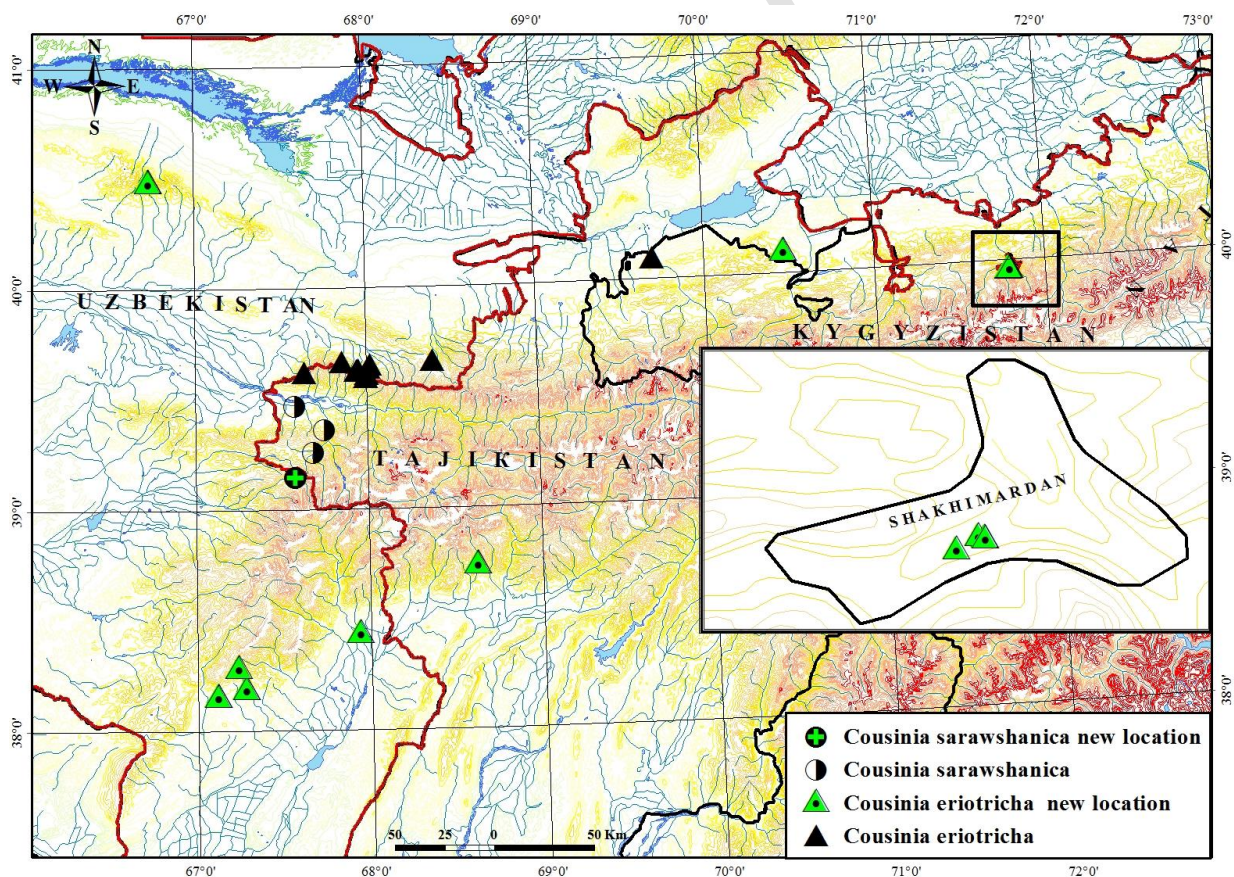 67°0' 68°0' 69°0' 70°0' 71°0' 72°0' 73°0'
41°0'
N
W E
S
40°0'
40°0'
UZBEKISTAN
KYGYZISTAN
TAJIKISTAN
39°0'
39°0'
SHAKHIMARDAN
38°0'
38°0'
Cousinia sarawshanica new location
Cousinia sarawshanica
Cousinia eriotricha new location
Cousinia eriotricha
50 25 0 50 Km
67°0' 68°0' 69°0' 70°0' 71°0' 72°0'